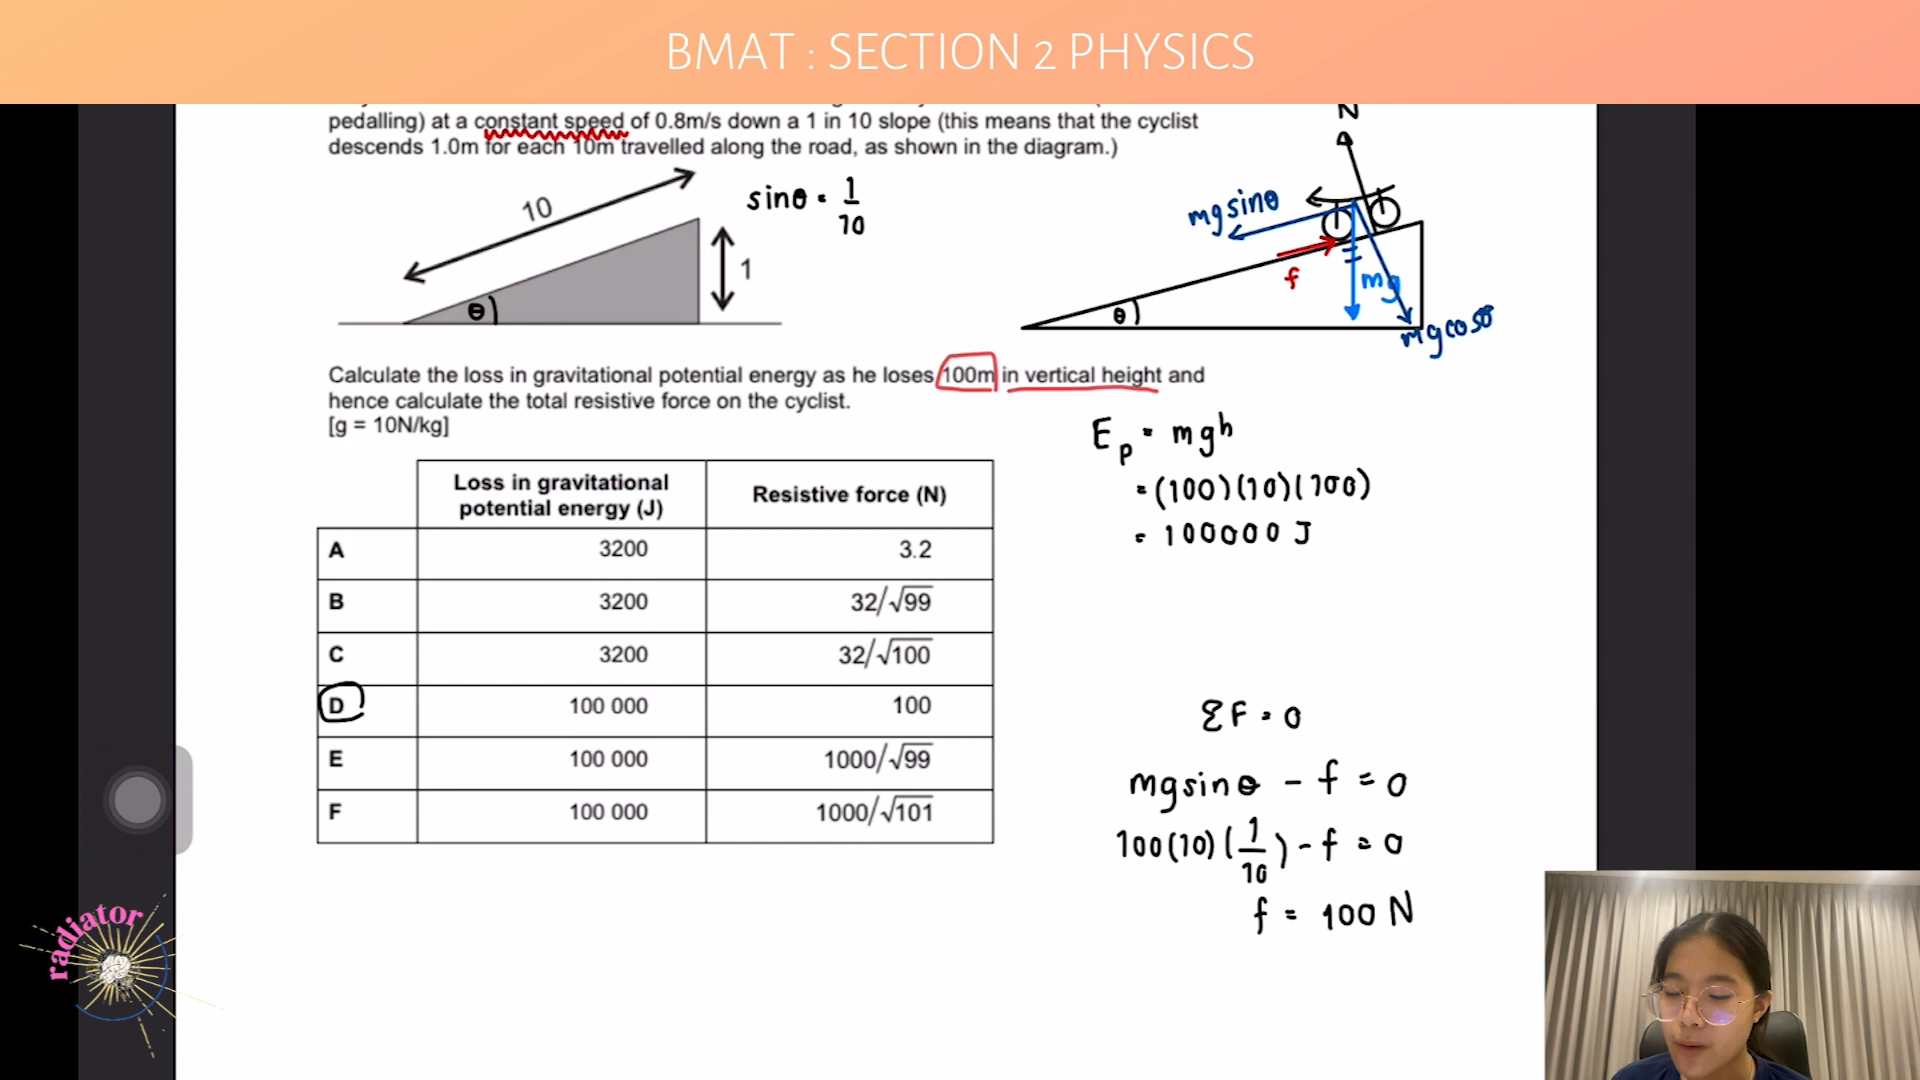 BMAT : SECTION 2 PHYSICS
pedalling) at a constant speed of 0.8m/s down a 1 in 10 slope (this means that the cyclist
descends 1.0m for each 10m travelled along the road, as shown in the diagram.)
10
1
θ
sinθ = 1/10
N
mgsinθ
f
mg
mgcosθ
θ
Calculate the loss in gravitational potential energy as he loses 100m in vertical height and
hence calculate the total resistive force on the cyclist.
[g = 10N/kg]
Loss in gravitational potential energy (J) Resistive force (N)
A 3200 3.2
B 3200 32/√99
C 3200 32/√100
D 100 000 100
E 100 000 1000/√99
F 100 000 1000/√101
Ep = mgh
= (100)(10)(100)
= 100000 J
ΣF = 0
mgsinθ - f = 0
100(10)(1/10) - f = 0
f = 100 N
radiator